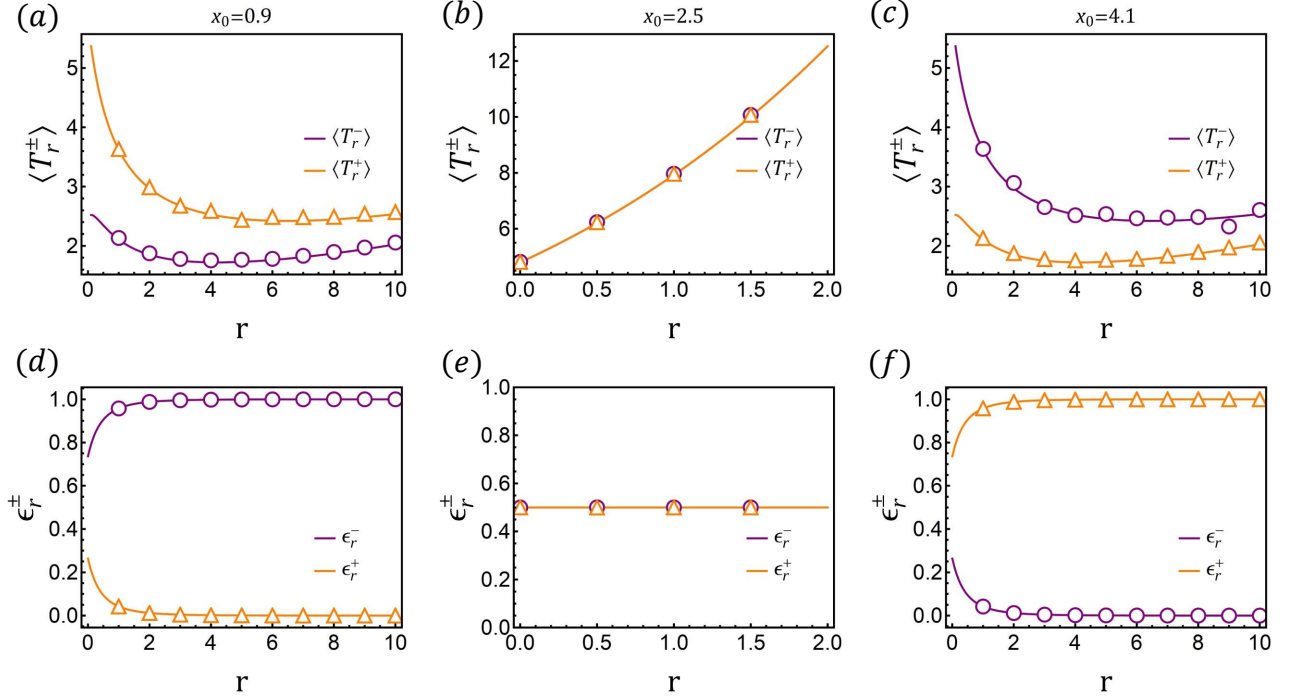 (a) x₀=0.9
(b) x₀=2.5
(c) x₀=4.1
⟨T_r^±⟩
5
4
3
2
⟨T_r^-⟩
⟨T_r^+⟩
0 2 4 6 8 10
r
⟨T_r^±⟩
12
10
8
6
⟨T_r^-⟩
⟨T_r^+⟩
0.0 0.5 1.0 1.5 2.0
r
⟨T_r^±⟩
5
4
3
2
⟨T_r^-⟩
⟨T_r^+⟩
0 2 4 6 8 10
r
(d)
ϵ_r^±
1.0
0.8
0.6
0.4
0.2
0.0
ϵ_r^-
ϵ_r^+
0 2 4 6 8 10
r
(e)
ϵ_r^±
1.0
0.8
0.6
0.4
0.2
0.0
ϵ_r^-
ϵ_r^+
0.0 0.5 1.0 1.5 2.0
r
(f)
ϵ_r^±
1.0
0.8
0.6
0.4
0.2
0.0
ϵ_r^-
ϵ_r^+
0 2 4 6 8 10
r